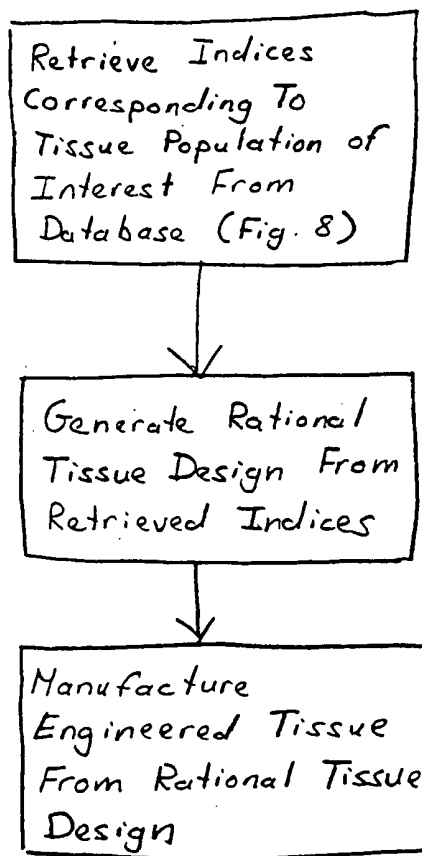 Retrieve Indices
Corresponding To
Tissue Population of
Interest From
Database (Fig. 8)
Generate Rational
Tissue Design From
Retrieved Indices
Manufacture
Engineered Tissue
From Rational Tissue
Design